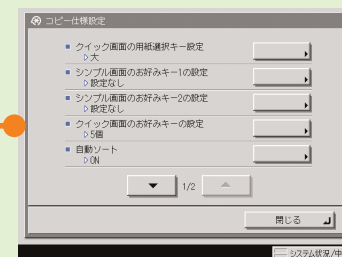 コピー仕様設定
■ クイック画面の用紙選択キー設定
▷大
■ シンプル画面のお好みキー1の設定
▷設定なし
■ シンプル画面のお好みキー2の設定
▷設定なし
■ クイック画面のお好みキーの設定
▷5個
■ 自動ソート
▷ON
▼ 1/2 ▲
閉じる
システム状況/中